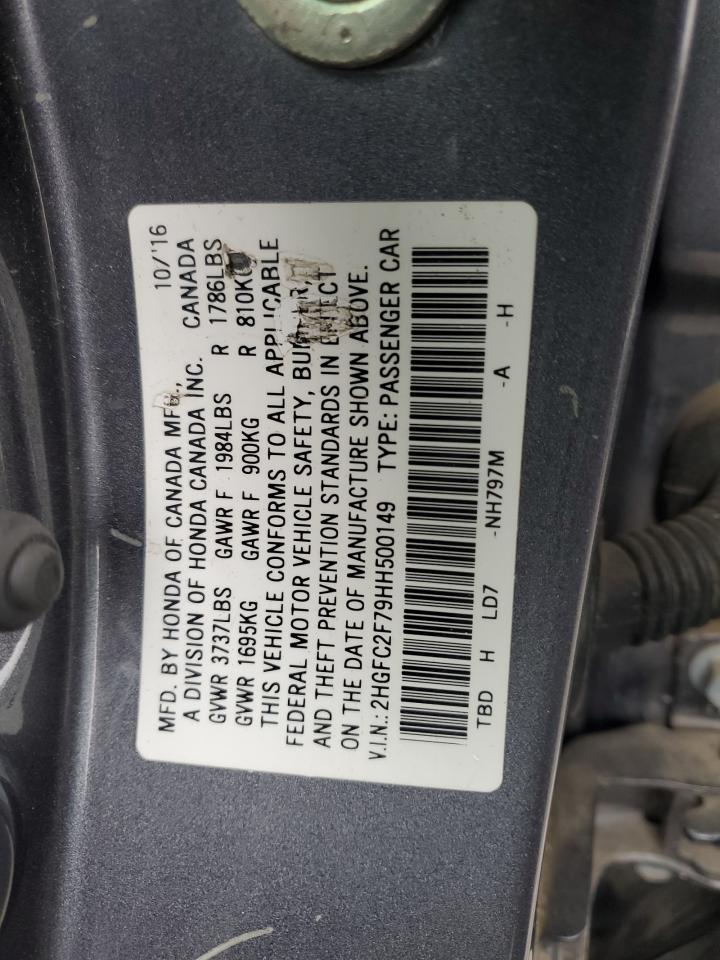 MFD. BY HONDA OF CANADA MFG., 10/'16
A DIVISION OF HONDA CANADA INC. CANADA
GVWR 3737LBS GAWR F 1984LBS R 1786LBS
GVWR 1695KG GAWR F 900KG R 810KG
THIS VEHICLE CONFORMS TO ALL APPLICABLE
FEDERAL MOTOR VEHICLE SAFETY, BUMPER,
AND THEFT PREVENTION STANDARDS IN EFFECT
ON THE DATE OF MANUFACTURE SHOWN ABOVE.
V.I.N.: 2HGFC2F79HH500149 TYPE: PASSENGER CAR
TBD H LD7 -NH797M -A -H